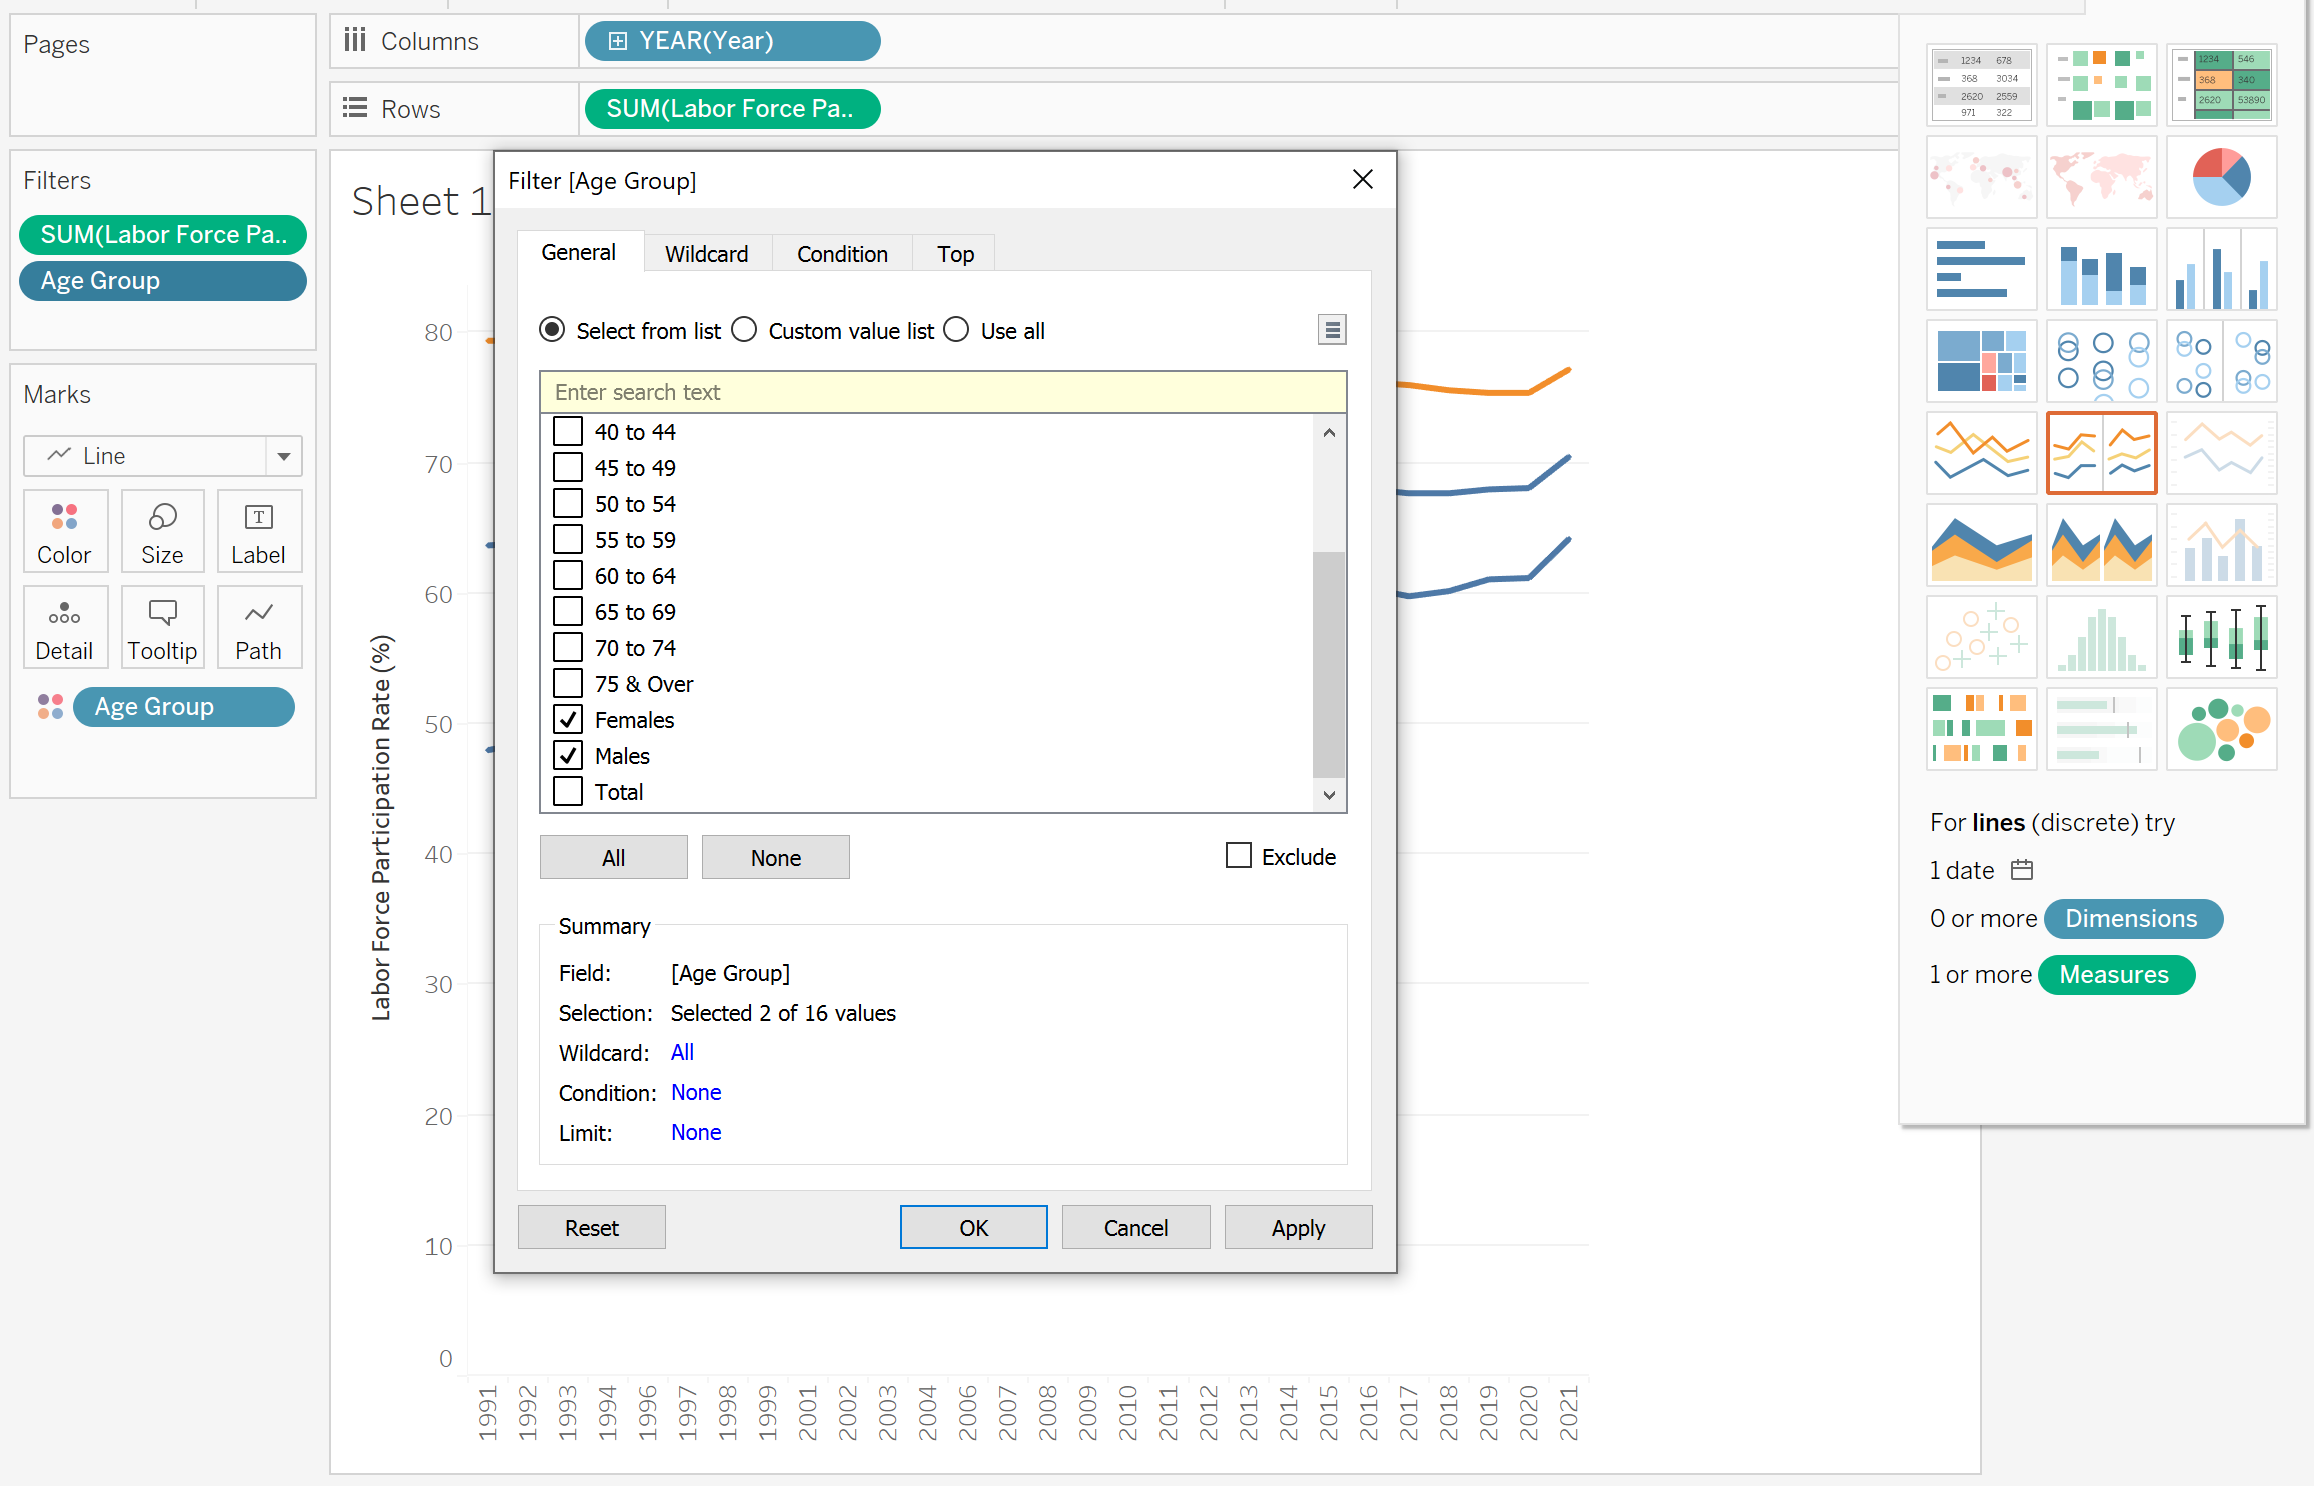 Pages
Columns
YEAR(Year)
Rows
SUM(Labor Force Pa..
Filters
SUM(Labor Force Pa..
Age Group
Marks
Line
Color
Size
Label
Detail
Tooltip
Path
Age Group
Sheet 1
Labor Force Participation Rate (%)
80
70
60
50
40
30
20
10
0
1991
1992
1993
1994
1996
1997
1998
1999
2001
2002
2003
2004
2006
2007
2008
2009
2010
2011
2012
2013
2014
2015
2016
2017
2018
2019
2020
2021
Filter [Age Group]
General
Wildcard
Condition
Top
Select from list
Custom value list
Use all
Enter search text
40 to 44
45 to 49
50 to 54
55 to 59
60 to 64
65 to 69
70 to 74
75 & Over
Females
Males
Total
All
None
Exclude
Summary
Field: [Age Group]
Selection: Selected 2 of 16 values
Wildcard: All
Condition: None
Limit: None
Reset
OK
Cancel
Apply
1234 678
368 3034
2620 2559
971 322
1234 546
368 340
2620 53890
For lines (discrete) try
1 date
0 or more Dimensions
1 or more Measures